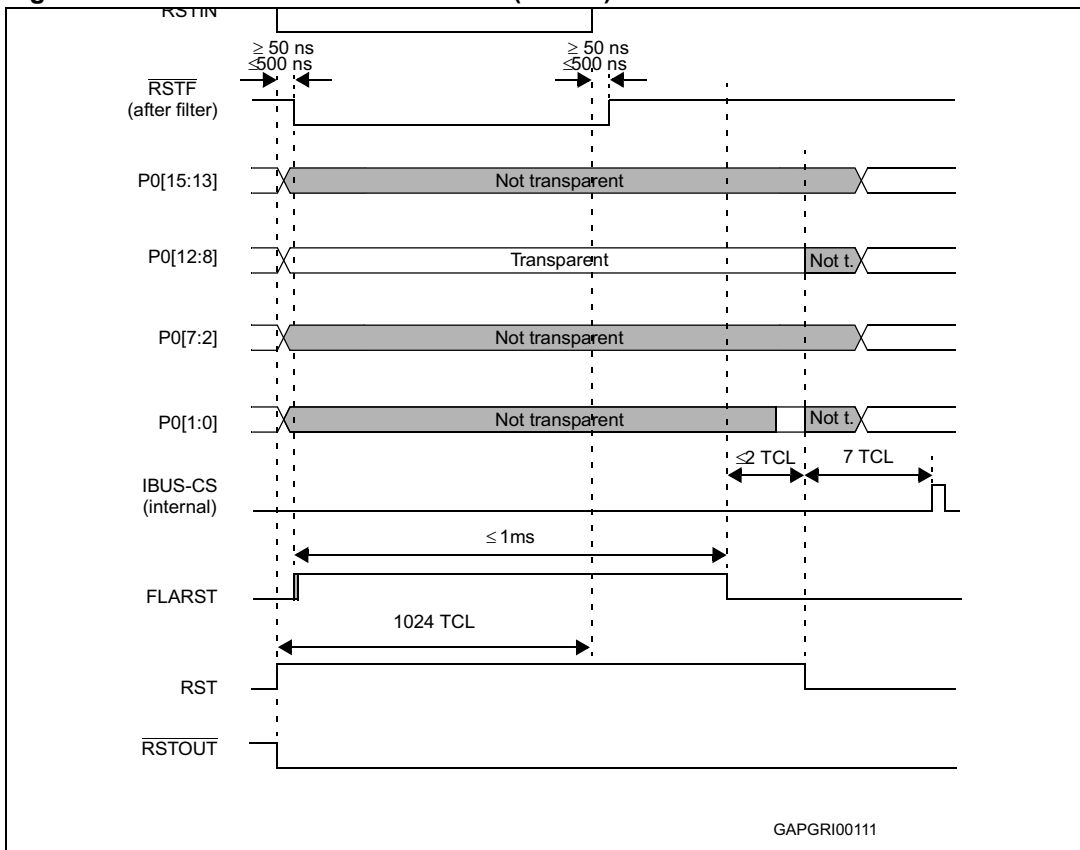 RSTIN
≥ 50 ns
≤500 ns
≥ 50 ns
≤500 ns
RSTF
(after filter)
P0[15:13]
Not transparent
P0[12:8]
Transparent
Not t.
P0[7:2]
Not transparent
P0[1:0]
Not transparent
Not t.
≤2 TCL
7 TCL
IBUS-CS
(internal)
≤ 1ms
FLARST
1024 TCL
RST
RSTOUT
GAPGRI00111